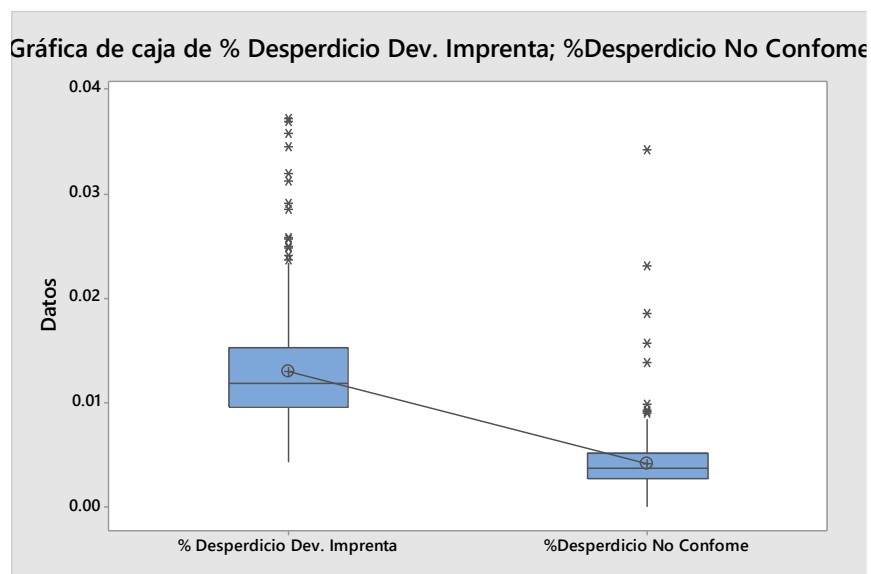 Gráfica de caja de % Desperdicio Dev. Imprenta; %Desperdicio No Confome
0.04
0.03
0.02
0.01
0.00
Datos
% Desperdicio Dev. Imprenta
%Desperdicio No Confome